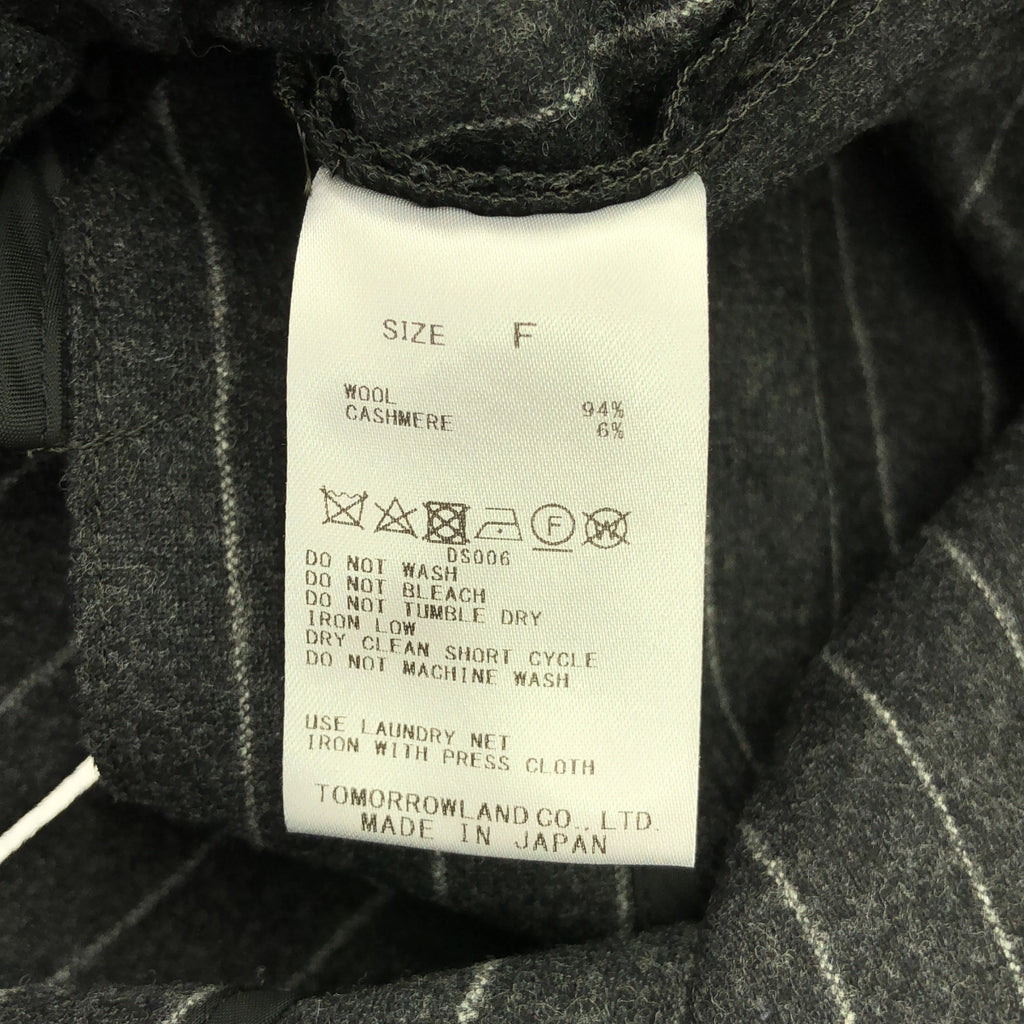 SIZE F
WOOL 94%
CASHMERE 6%
F W
DS006
DO NOT WASH
DO NOT BLEACH
DO NOT TUMBLE DRY
IRON LOW
DRY CLEAN SHORT CYCLE
DO NOT MACHINE WASH
USE LAUNDRY NET
IRON WITH PRESS CLOTH
TOMORROWLAND CO., LTD.
MADE IN JAPAN